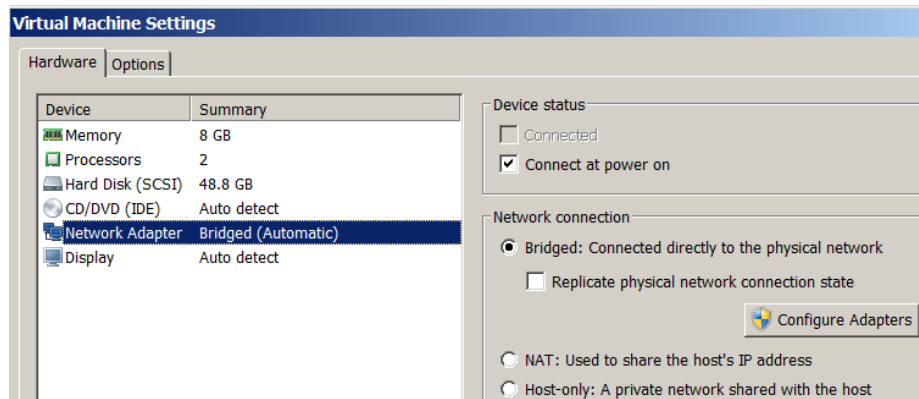 Virtual Machine Settings
Hardware Options
Device Summary
Memory 8 GB
Processors 2
Hard Disk (SCSI) 48.8 GB
CD/DVD (IDE) Auto detect
Network Adapter Bridged (Automatic)
Display Auto detect
Device status
Connected
Connect at power on
Network connection
Bridged: Connected directly to the physical network
Replicate physical network connection state
Configure Adapters
NAT: Used to share the host's IP address
Host-only: A private network shared with the host